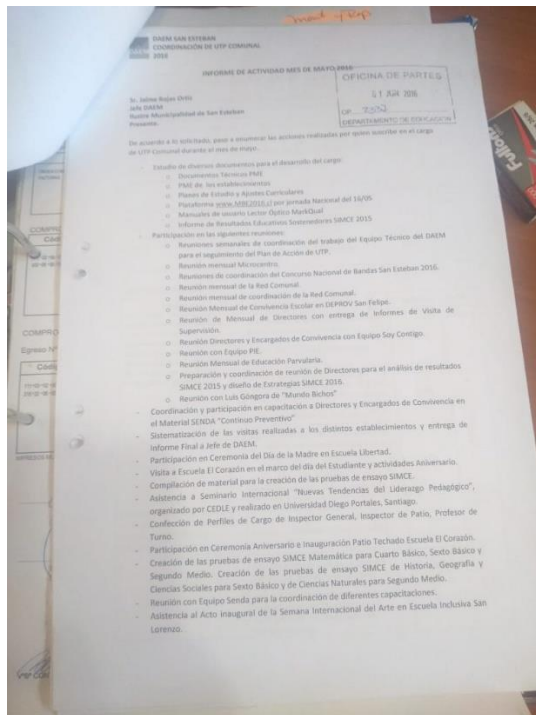 DAEM SAN ESTEBAN
COORDINACIÓN DE UTP COMUNAL
2016
INFORME DE ACTIVIDAD MES DE MAYO 2016
OFICINA DE PARTES
01 JUN 2016
DEPARTAMENTO DE EDUCACION
Sr. Jaime Rojas Ortiz
Jefe DAEM
Ilustre Municipalidad de San Esteban
Presente.
De acuerdo a lo solicitado, paso a enumerar las acciones realizadas por quien suscribe en el cargo
de UTP Comunal durante el mes de mayo.
- Estudio de diversos documentos para el desarrollo del cargo:
o Documentos Técnicos PME
o PME de los establecimientos
o Planes de Estudio y Ajustes Curriculares
o Plataforma www.MBE2016.cl por Jornada Nacional del 16/05
o Manuales de usuario Lector Óptico MarkQual
o Informe de Resultados Educativos Sostenedores SIMCE 2015
- Participación en las siguientes reuniones:
o Reuniones semanales de coordinación del trabajo del Equipo Técnico del DAEM
para el seguimiento del Plan de Acción de UTP.
o Reunión mensual Microcentro.
o Reuniones de coordinación del Concurso Nacional de Bandas San Esteban 2016.
o Reunión mensual de la Red Comunal.
o Reunión mensual de coordinación de la Red Comunal.
o Reunión Mensual de Convivencia Escolar en DEPROV San Felipe.
o Reunión de Mensual de Directores con entrega de Informes de Visita de
Supervisión.
o Reunión Directores y Encargados de Convivencia con Equipo Soy Contigo.
o Reunión con Equipo PIE.
o Reunión Mensual de Educación Parvularia.
o Preparación y coordinación de reunión de Directores para el análisis de resultados
SIMCE 2015 y diseño de Estrategias SIMCE 2016.
o Reunión con Luis Góngora de "Mundo Bichos"
- Coordinación y participación en capacitación a Directores y Encargados de Convivencia en
el Material SENDA "Continuo Preventivo"
- Sistematización de las visitas realizadas a los distintos establecimientos y entrega de
Informe Final a Jefe de DAEM.
- Participación en Ceremonia del Día de la Madre en Escuela Libertad.
- Visita a Escuela El Corazón en el marco del día del Estudiante y actividades Aniversario.
- Compilación de material para la creación de las pruebas de ensayo SIMCE.
- Asistencia a Seminario Internacional "Nuevas Tendencias del Liderazgo Pedagógico",
organizado por CEDLE y realizado en Universidad Diego Portales, Santiago.
- Confección de Perfiles de Cargo de Inspector General, Inspector de Patio, Profesor de
Turno.
- Participación en Ceremonia Aniversario e Inauguración Patio Techado Escuela El Corazón.
- Creación de las pruebas de ensayo SIMCE Matemática para Cuarto Básico, Sexto Básico y
Segundo Medio. Creación de las pruebas de ensayo SIMCE de Historia, Geografía y
Ciencias Sociales para Sexto Básico y de Ciencias Naturales para Segundo Medio.
- Reunión con Equipo Senda para la coordinación de diferentes capacitaciones.
- Asistencia al Acto Inaugural de la Semana Internacional del Arte en Escuela Inclusiva San
Lorenzo.
COMPRO
Egreso N°